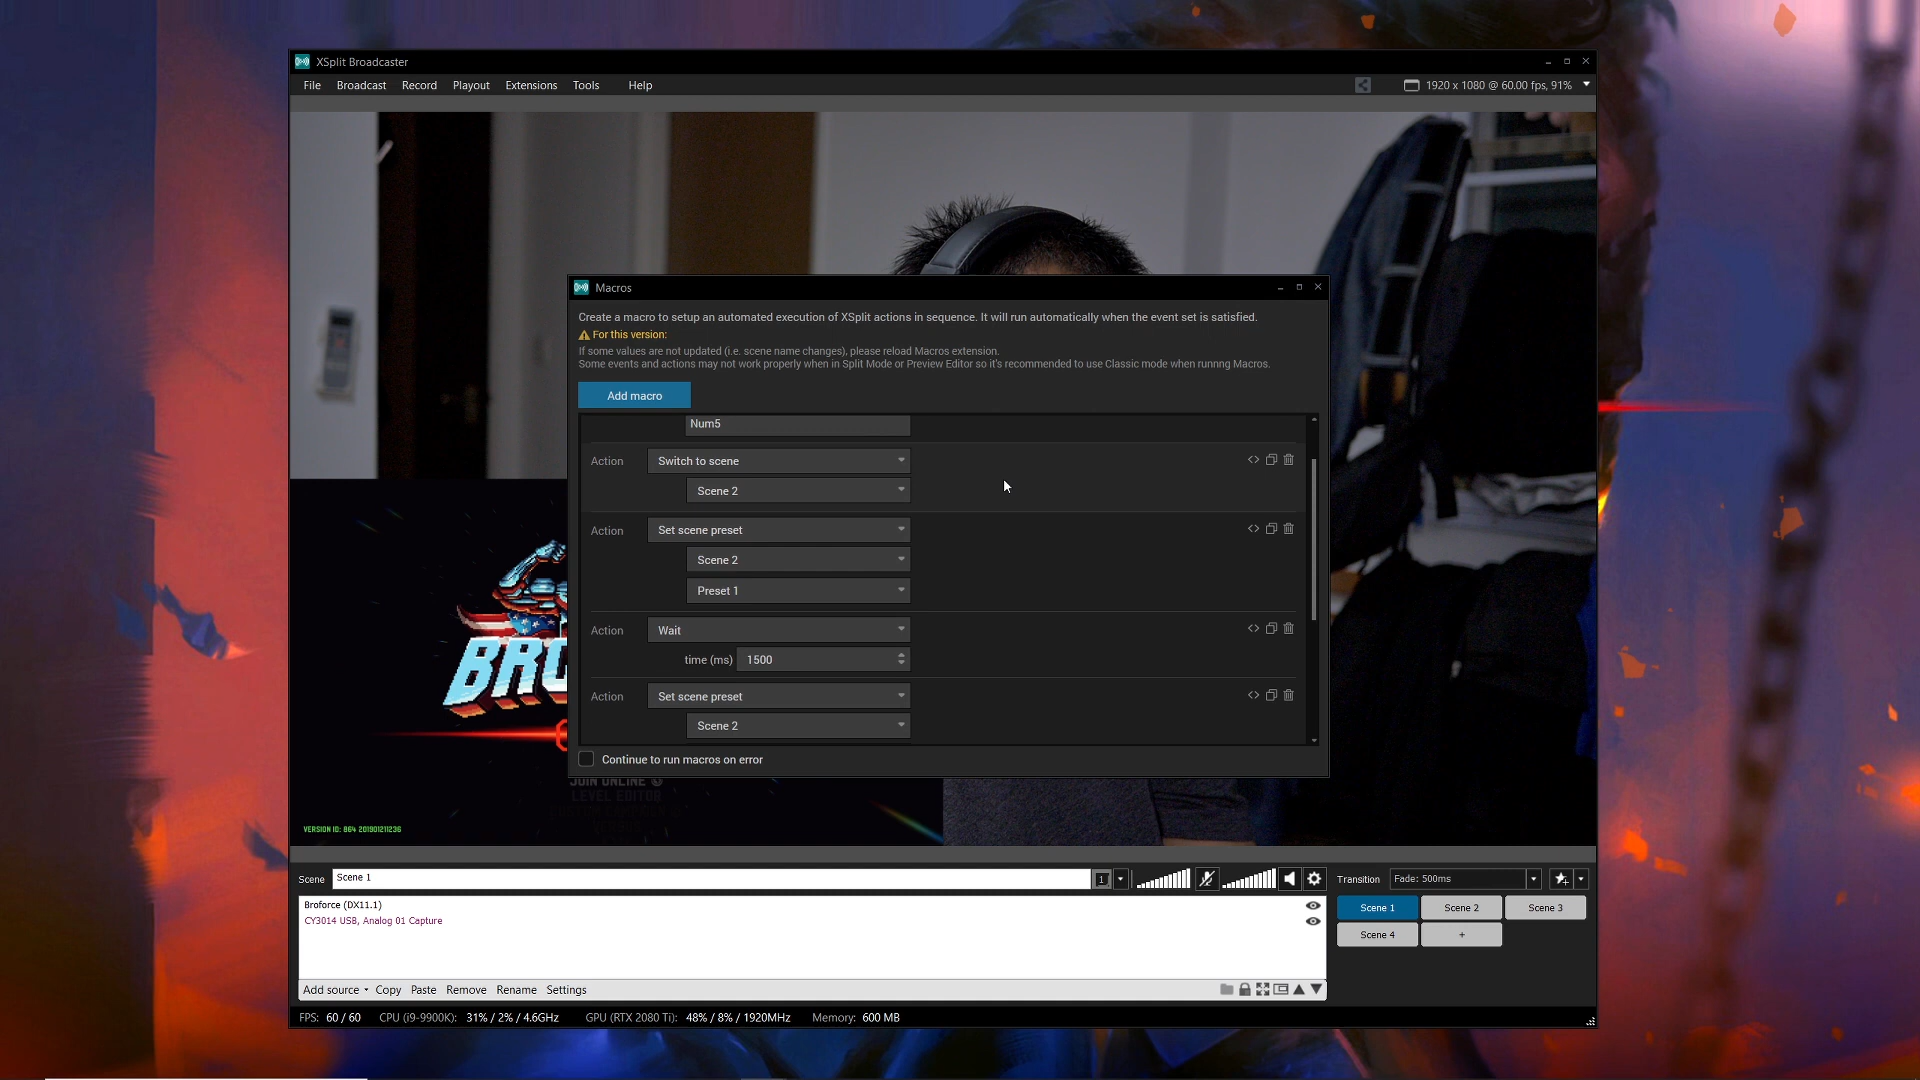 XSplit Broadcaster
File Broadcast Record Playout Extensions Tools Help
1920 x 1080 @ 60.00 fps, 91%
Macros
Create a macro to setup an automated execution of XSplit actions in sequence. It will run automatically when the event set is satisfied.
For this version:
If some values are not updated (i.e. scene name changes), please reload Macros extension.
Some events and actions may not work properly when in Split Mode or Preview Editor so it's recommended to use Classic mode when runnng Macros.
Add macro
Num5
Action Switch to scene
Scene 2
Action Set scene preset
Scene 2
Preset 1
Action Wait
time (ms) 1500
Action Set scene preset
Scene 2
Continue to run macros on error
JOIN ONLINE
LEVEL EDITOR
VERSION ID: 864 201901211236
Scene Scene 1 1
Transition Fade: 500ms
Broforce (DX11.1)
CY3014 USB, Analog 01 Capture
Scene 1 Scene 2 Scene 3
Scene 4 +
Add source Copy Paste Remove Rename Settings
FPS: 60 / 60 CPU (i9-9900K): 31% / 2% / 4.6GHz GPU (RTX 2080 Ti): 48% / 8% / 1920MHz Memory: 600 MB